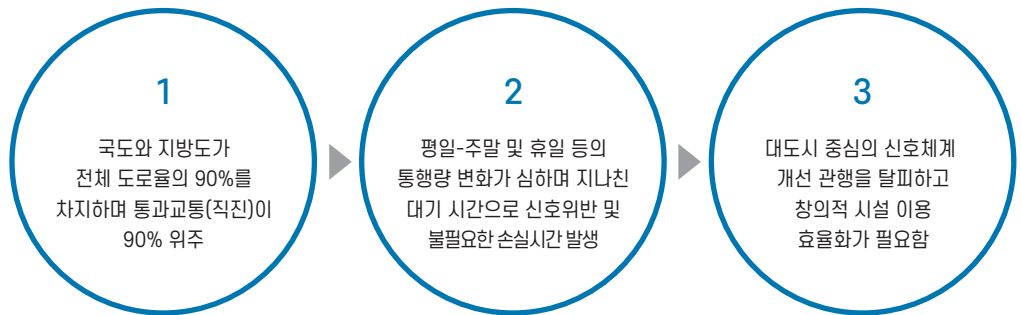 1
국도와 지방도가
전체 도로율의 90%를
차지하며 통과교통(직진)이
90% 위주
2
평일-주말 및 휴일 등의
통행량 변화가 심하며 지나친
대기 시간으로 신호위반 및
불필요한 손실시간 발생
3
대도시 중심의 신호체계
개선 관행을 탈피하고
창의적 시설 이용
효율화가 필요함